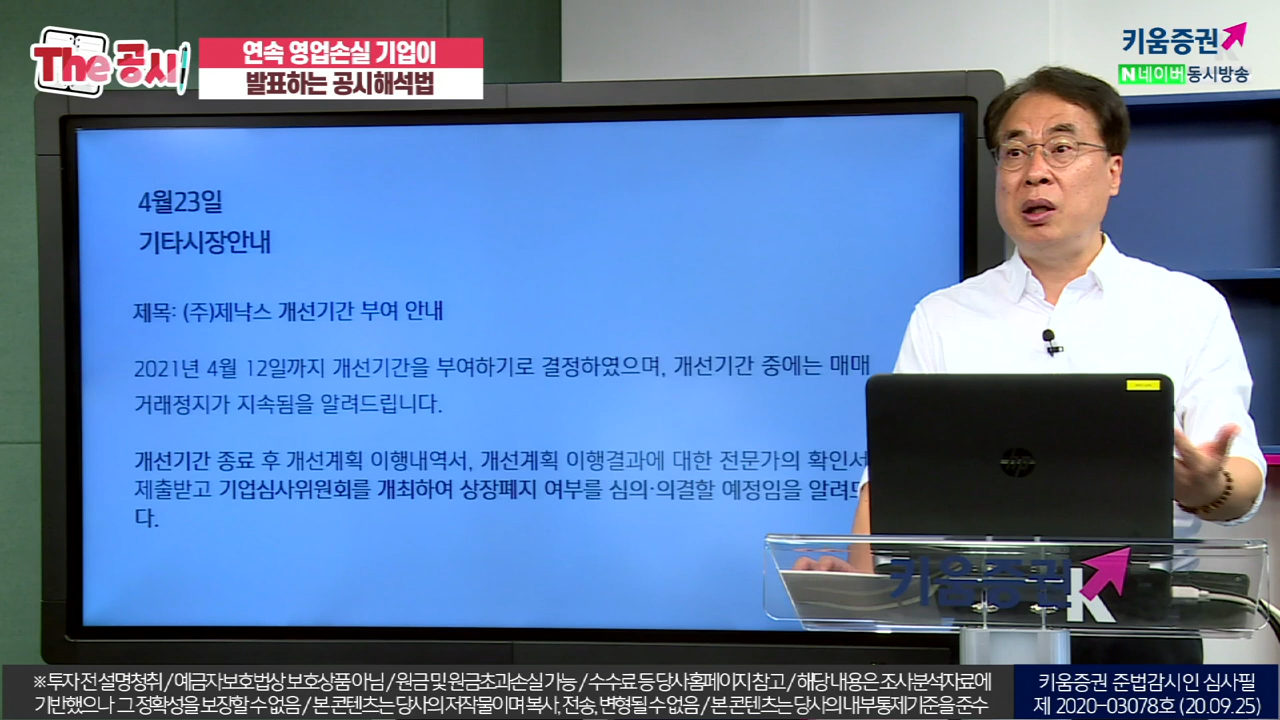 The 공시
연속 영업손실 기업이
발표하는 공시해석법
키움증권
N 네이버 동시방송
4월23일
기타시장안내
제목: (주)제낙스 개선기간 부여 안내
2021년 4월 12일까지 개선기간을 부여하기로 결정하였으며, 개선기간 중에는 매매
거래정지가 지속됨을 알려드립니다.
개선기간 종료 후 개선계획 이행내역서, 개선계획 이행결과에 대한 전문가의 확인서
제출받고 기업심사위원회를 개최하여 상장폐지 여부를 심의·의결할 예정임을 알려드
다.
hp
키움증권
K
※투자 전 설명청취 / 예금자보호법상 보호상품 아님 / 원금 및 원금초과손실 가능 / 수수료 등 당사홈페이지 참고 / 해당 내용은 조사분석자료에
기반했으나 그 정확성을 보장할 수 없음 / 본 콘텐츠는 당사의 저작물이며 복사, 전송, 변형될 수 없음 / 본 콘텐츠는 당사의 내부통제기준을 준수
키움증권 준법감시인 심사필
제 2020-03078호 (20.09.25)